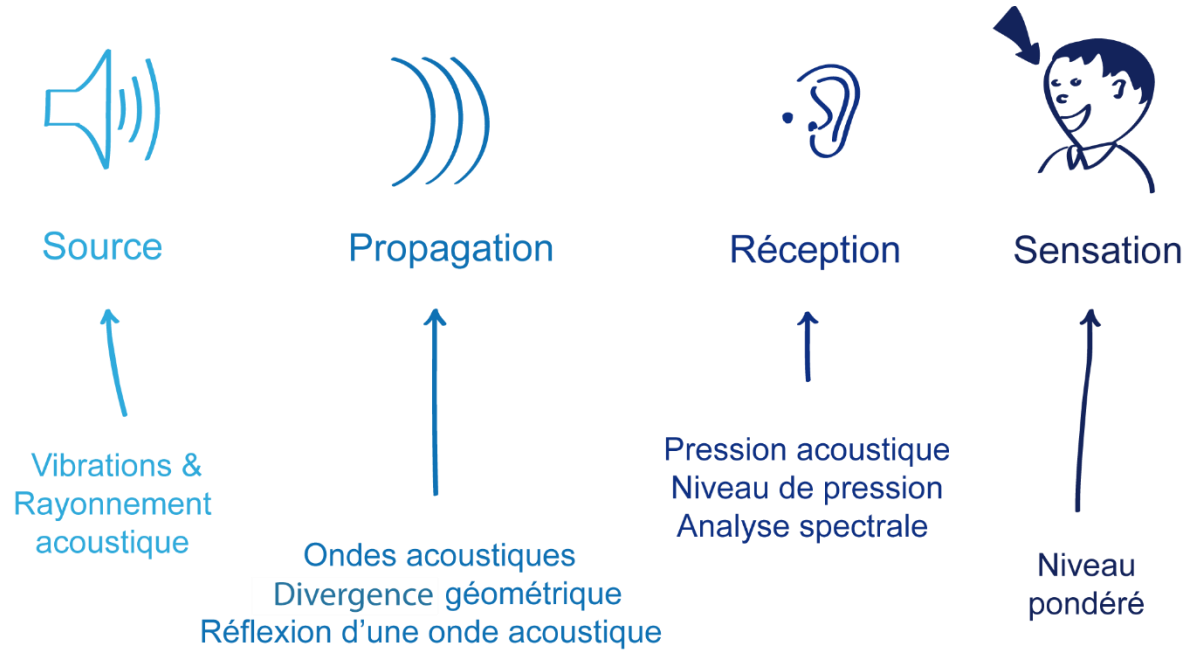 Source
Propagation
Réception
Sensation
Vibrations &
Rayonnement
acoustique
Ondes acoustiques
Divergence géométrique
Réflexion d’une onde acoustique
Pression acoustique
Niveau de pression
Analyse spectrale
Niveau
pondéré